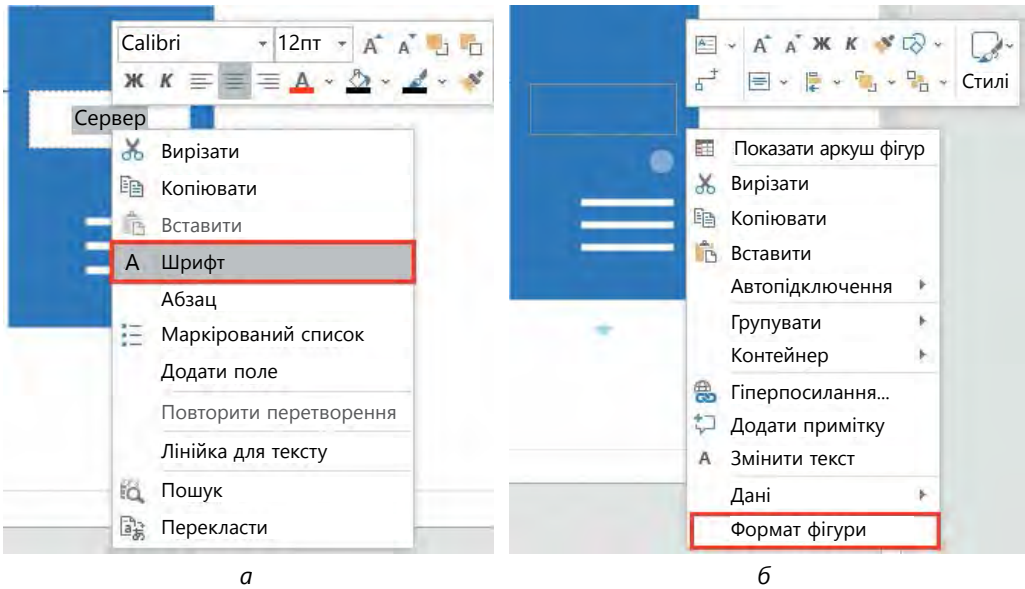 Calibri 12пт
Ж К
Сервер
Вирізати
Копіювати
Вставити
А Шрифт
Абзац
Маркірований список
Додати поле
Повторити перетворення
Лінійка для тексту
Пошук
Перекласти
а
Ж К
Стилі
Показати аркуш фігур
Вирізати
Копіювати
Вставити
Автопідключення
Групувати
Контейнер
Гіперпосилання...
Додати примітку
А Змінити текст
Дані
Формат фігури
б